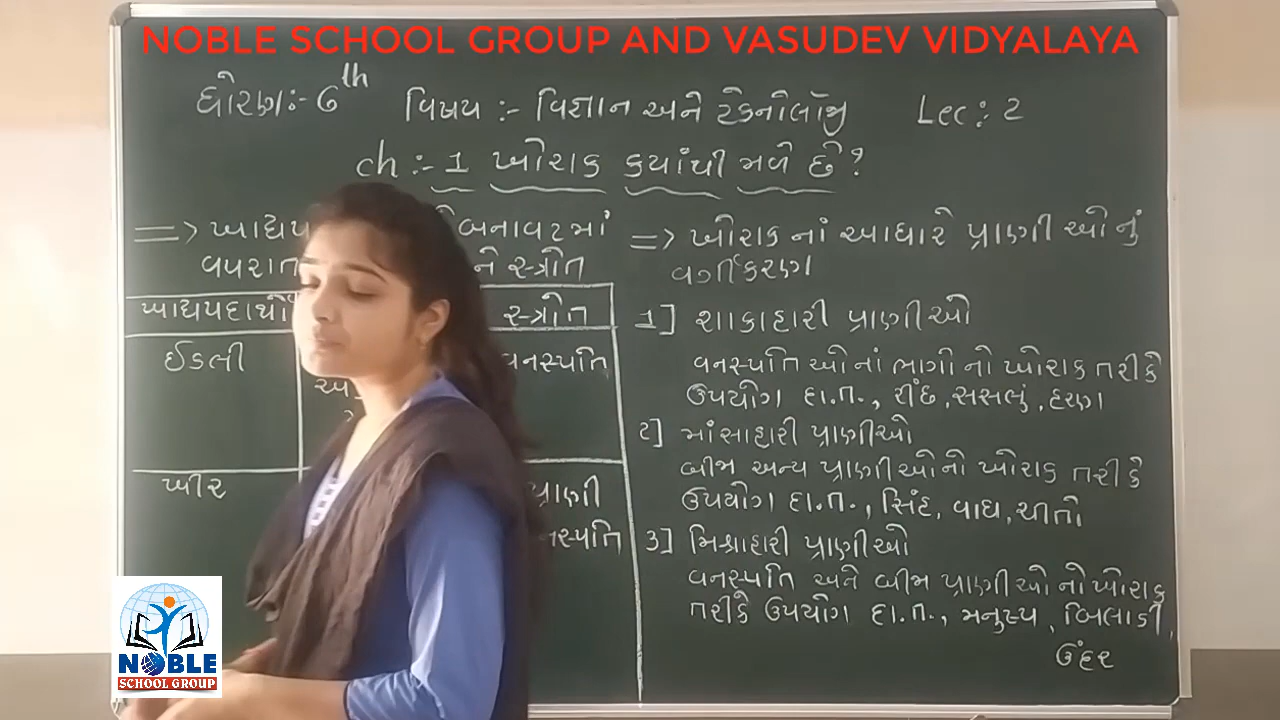 NOBLE SCHOOL GROUP AND VASUDEV VIDYALAYA
ધોરણ:- 6th વિષય :- વિજ્ઞાન અને ટેકનોલોજી Lec : 2
ch :- 1 ખોરાક કયાંથી મળે છે?
=> ખાદ્યપ બનાવટમાં
વપરાત ને સ્ત્રોત
ખાદ્યપદાર્થો સ્ત્રોત
ઈડલી વનસ્પતિ
ખીર પ્રાણી
નસ્પતિ
=> ખોરાક નાં આધારે પ્રાણીઓનું
વર્ગીકરણ
1] શાકાહારી પ્રાણીઓ
વનસ્પતિ ઓનાં ભાગો નો ખોરાક તરીકે
ઉપયોગ દા.ત., રીંછ, સસલું, હરણ
2] માંસાહારી પ્રાણીઓ
બીજા અન્ય પ્રાણીઓનો ખોરાક તરીકે
ઉપયોગ દા.ત., સિંહ, વાઘ, ચીતો
3] મિશ્રાહારી પ્રાણીઓ
વનસ્પતિ અને બીજા પ્રાણીઓ નો ખોરાક
તરીકે ઉપયોગ દા.ત., મનુષ્ય, બિલાડી,
ઉંદર
NOBLE
SCHOOL GROUP